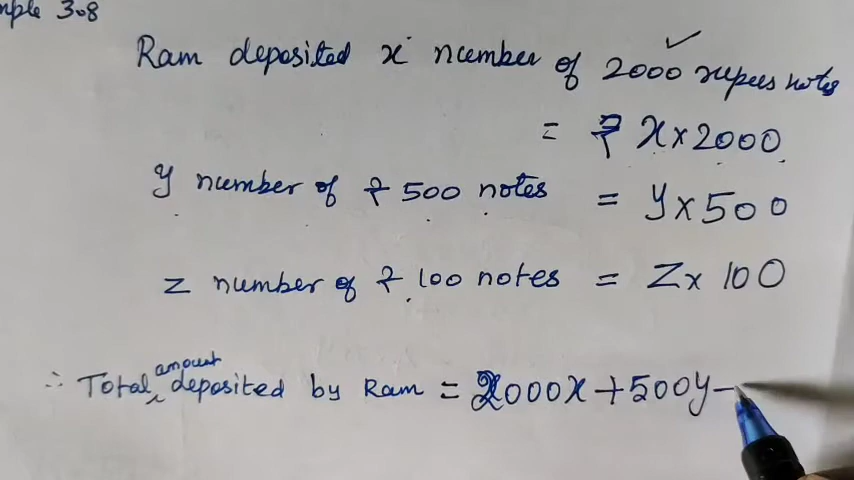 mple 3.8
Ram deposited x number of 2000 rupees notes
= ₹ x×2000
y number of ₹ 500 notes = y×500
z number of ₹ 100 notes = z×100
∴ Total amount deposited by Ram = 2000x+500y-